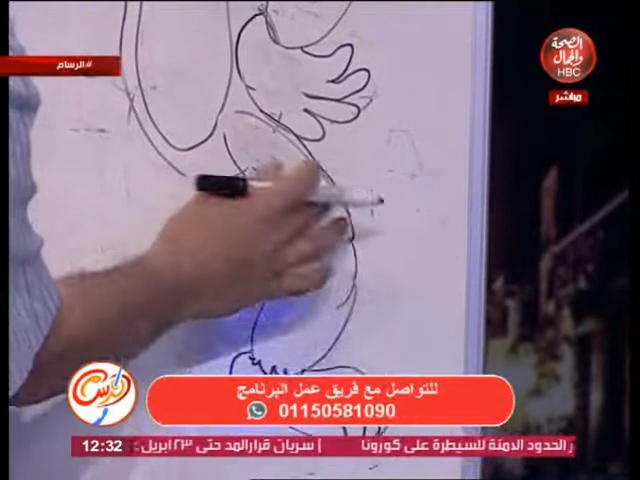 الصحة
والجمال
HBC
مباشر
#الرسام
للتواصل مع فريق عمل البرنامج
01150581090
12:32
الحدود الامنة للسيطرة على كورونا | سريان قرار المد حتى ٢٣ ابريل.